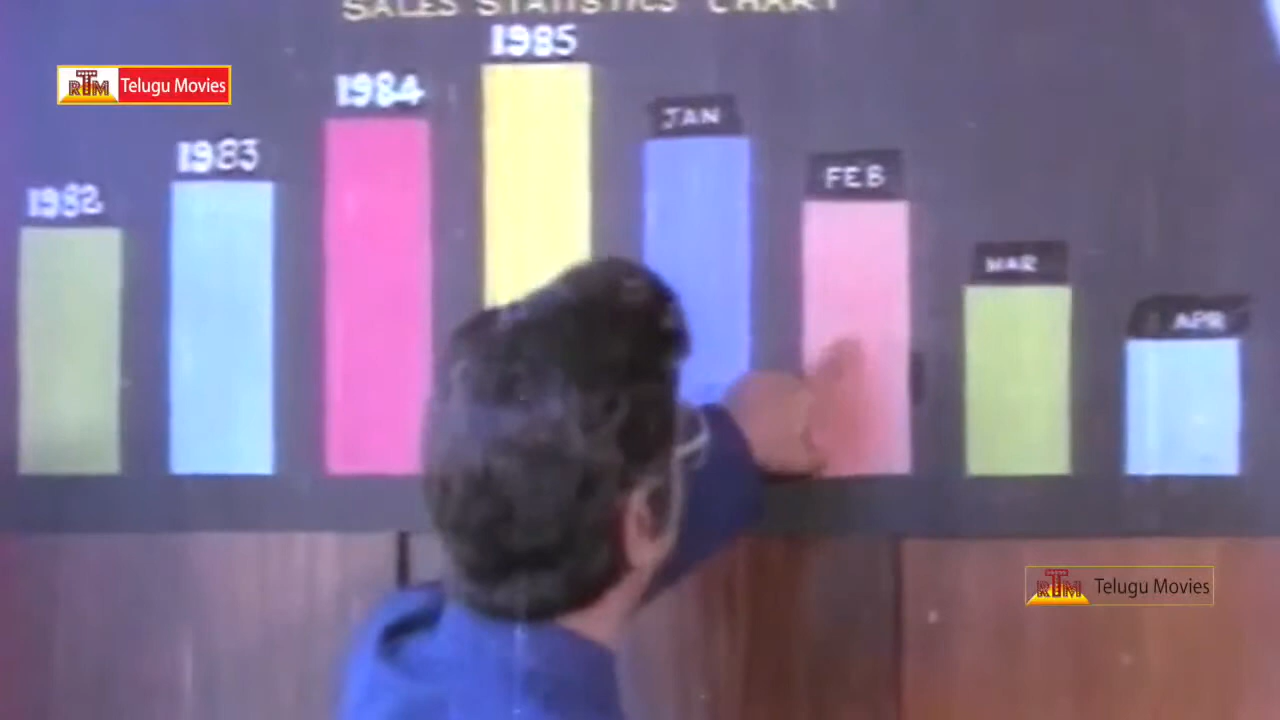 SALES STATISTICS CHART
1985
1984
JAN
1983
FEB
1982
MAR
APR
RTM Telugu Movies
RTM Telugu Movies